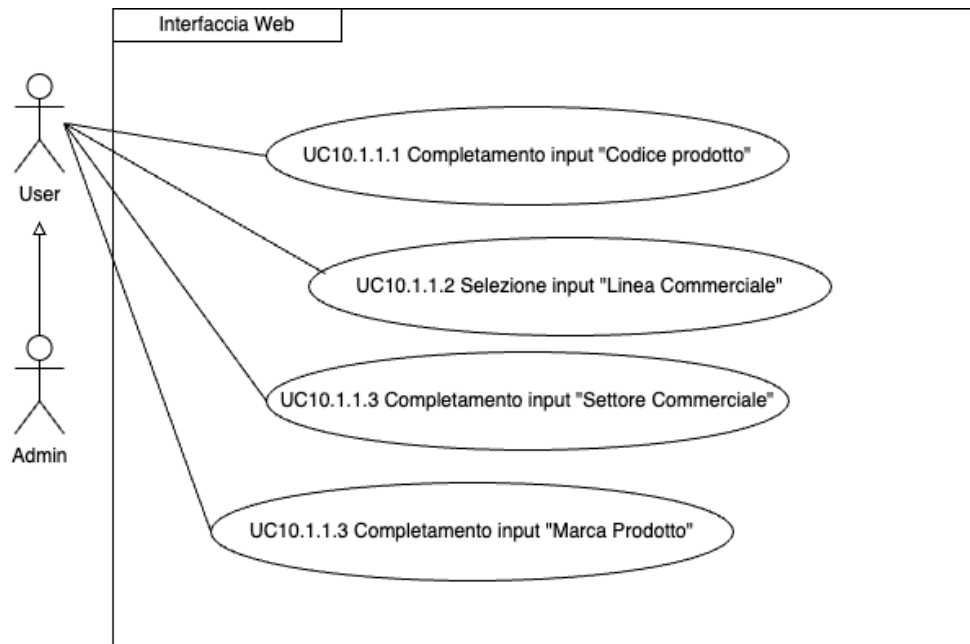 Interfaccia Web
UC10.1.1.1 Completamento input "Codice prodotto"
User
UC10.1.1.2 Selezione input "Linea Commerciale"
UC10.1.1.3 Completamento input "Settore Commerciale"
Admin
UC10.1.1.3 Completamento input "Marca Prodotto"